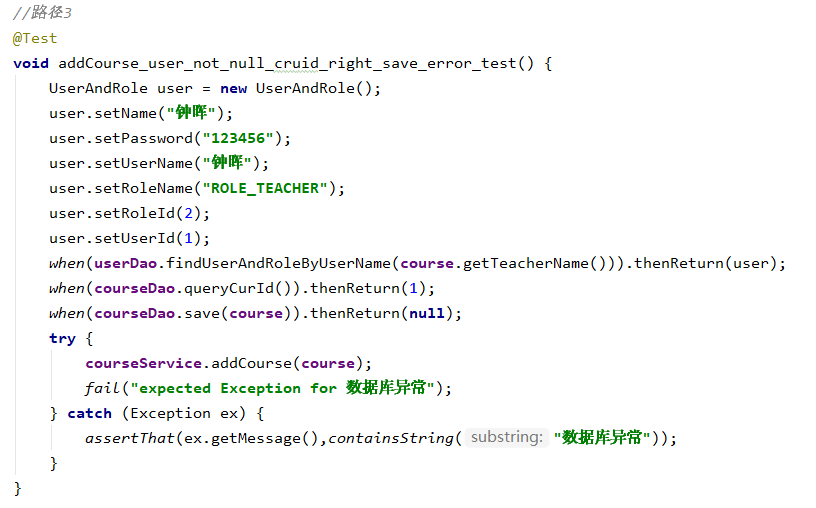 //路径3
@Test
void addCourse_user_not_null_cruid_right_save_error_test() {
UserAndRole user = new UserAndRole();
user.setName("钟晖");
user.setPassword("123456");
user.setUserName("钟晖");
user.setRoleName("ROLE_TEACHER");
user.setRoleId(2);
user.setUserId(1);
when(userDao.findUserAndRoleByUserName(course.getTeacherName())).thenReturn(user);
when(courseDao.queryCurId()).thenReturn(1);
when(courseDao.save(course)).thenReturn(null);
try {
courseService.addCourse(course);
fail("expected Exception for 数据库异常");
} catch (Exception ex) {
assertThat(ex.getMessage(),containsString( substring: "数据库异常"));
}
}